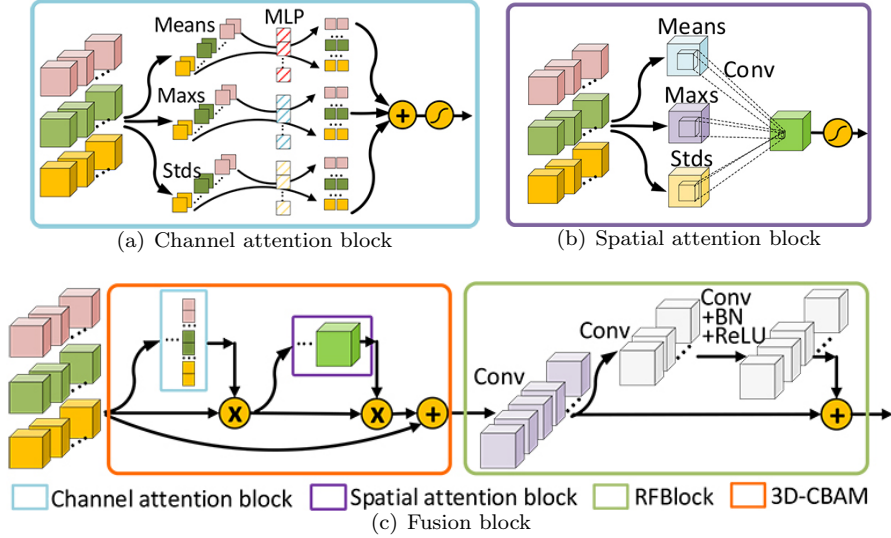 Means
MLP
Maxs
Stds
(a) Channel attention block
Means
Conv
Maxs
Stds
(b) Spatial attention block
Conv
Conv
Conv
+BN
+ReLU
Channel attention block
Spatial attention block
RFBlock
3D-CBAM
(c) Fusion block